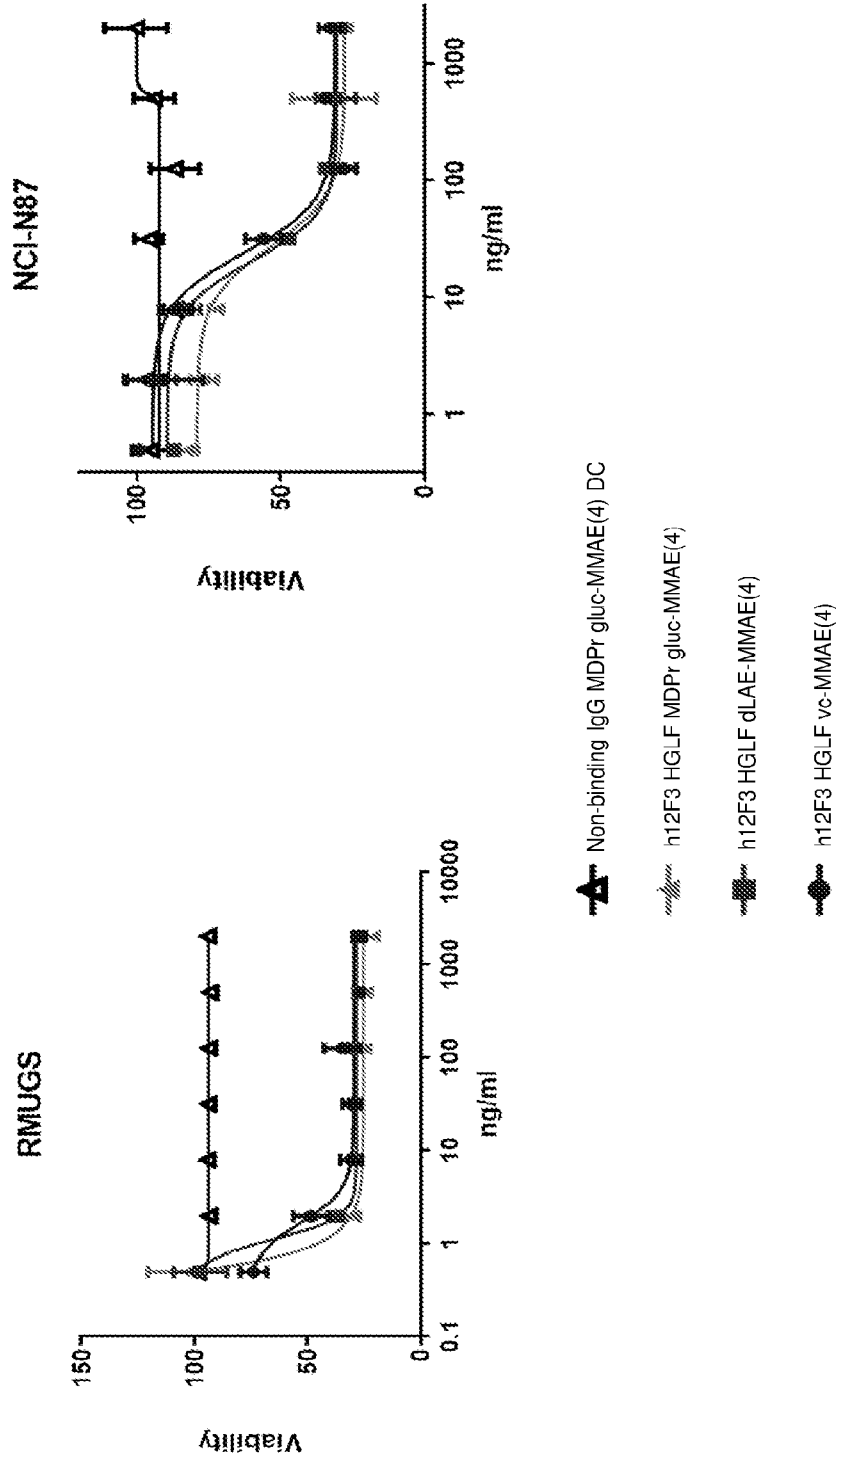 RMUGS
Viability
150
100
50
0
0.1
1
10
100
1000
10000
ng/ml
NCI-N87
Viability
100
50
0
1
10
100
1000
ng/ml
Non-binding IgG MDPr gluc-MMAE(4) DC
h12F3 HGLF MDPr gluc-MMAE(4)
h12F3 HGLF dLAE-MMAE(4)
h12F3 HGLF vc-MMAE(4)